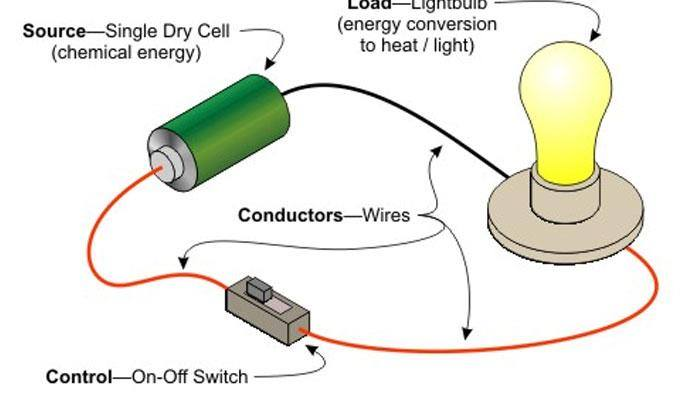 Load—Lightbulb
(energy conversion
to heat / light)
Source—Single Dry Cell
(chemical energy)
Conductors—Wires
Control—On-Off Switch